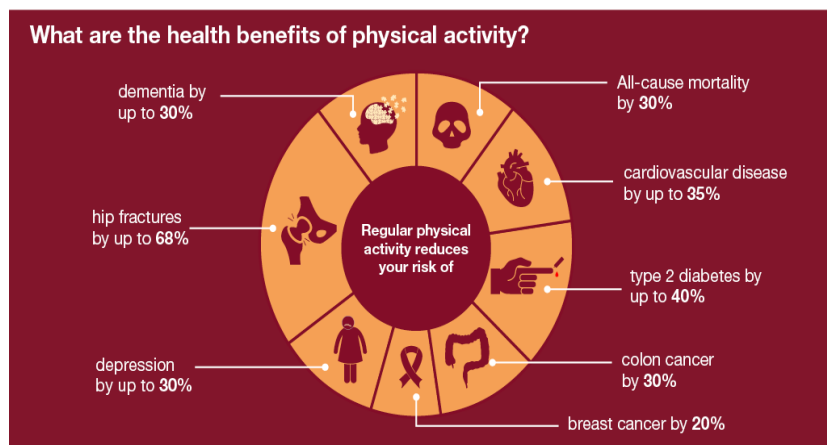 What are the health benefits of physical activity?
dementia by
up to 30%
All-cause mortality
by 30%
cardiovascular disease
by up to 35%
hip fractures
by up to 68%
Regular physical
activity reduces
your risk of
type 2 diabetes by
up to 40%
depression
by up to 30%
colon cancer
by 30%
breast cancer by 20%